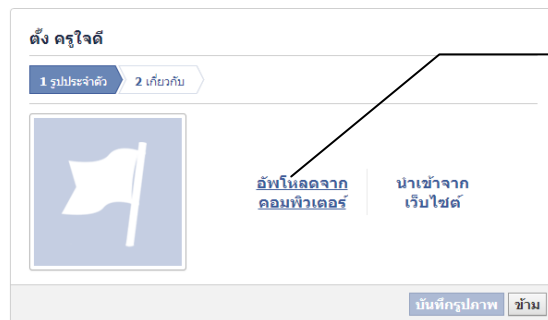 ตั้ง ครูใจดี
1 รูปประจำตัว 2 เกี่ยวกับ
อัพโหลดจาก
คอมพิวเตอร์
นำเข้าจาก
เว็บไซต์
บันทึกรูปภาพ ข้าม